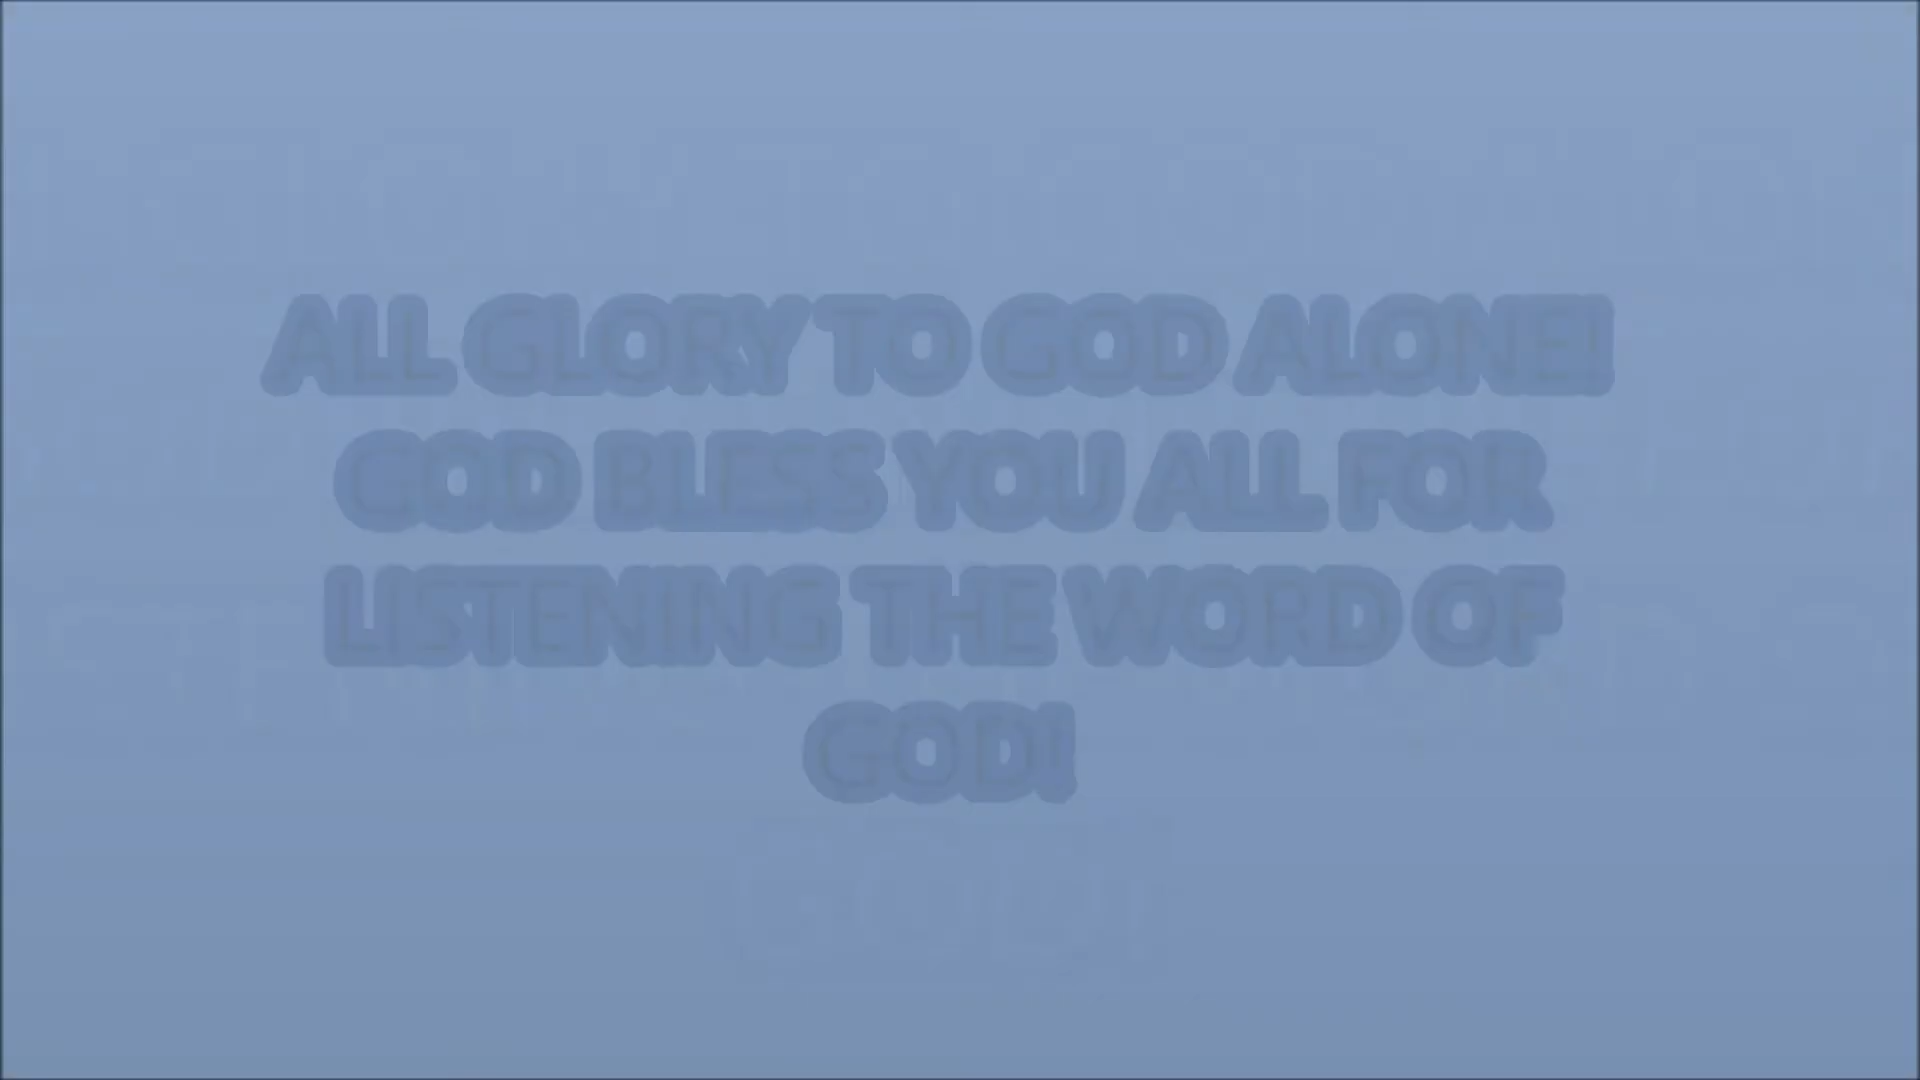 ALL GLORY TO GOD ALONE!
GOD BLESS YOU ALL FOR
LISTENING THE WORD OF
GOD!